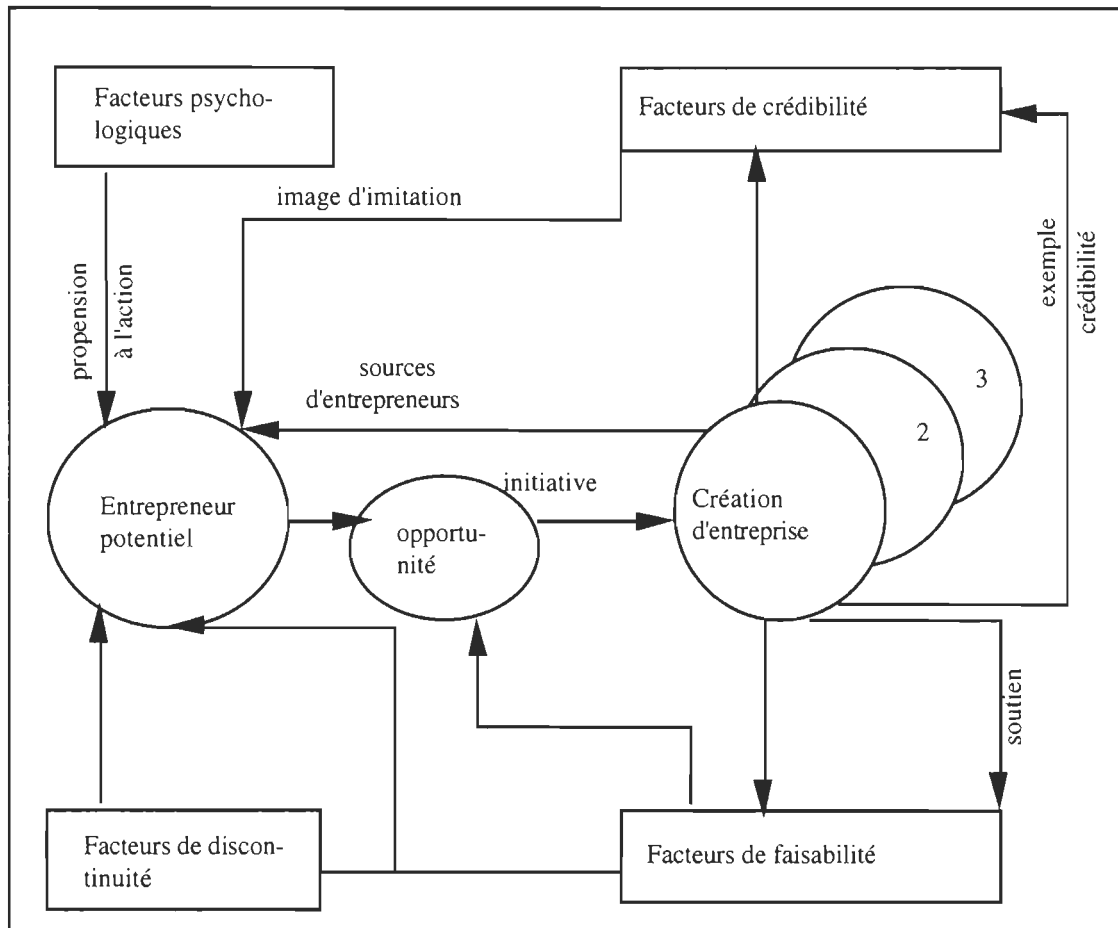 Facteurs psycho-
logiques
Facteurs de crédibilité
image d'imitation
propension
à l'action
exemple
crédibilité
sources
d'entrepreneurs
3
2
Entrepreneur
potentiel
opportu-
nité
initiative
Création
d'entreprise
soutien
Facteurs de discon-
tinuité
Facteurs de faisabilité